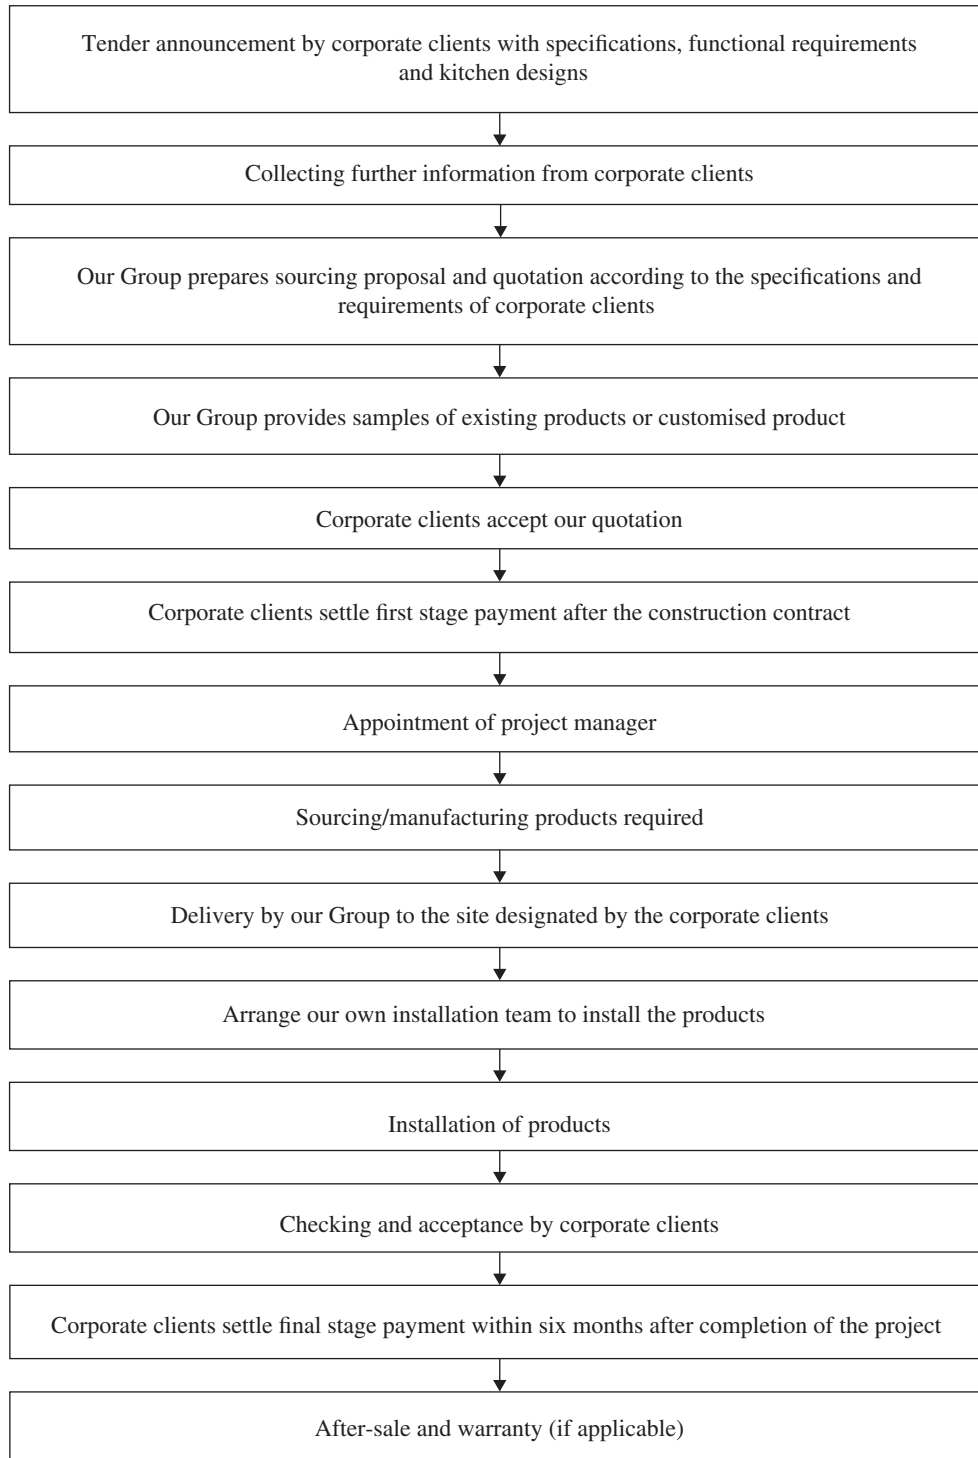 Tender announcement by corporate clients with specifications, functional requirements
and kitchen designs
Collecting further information from corporate clients
Our Group prepares sourcing proposal and quotation according to the specifications and
requirements of corporate clients
Our Group provides samples of existing products or customised product
Corporate clients accept our quotation
Corporate clients settle first stage payment after the construction contract
Appointment of project manager
Sourcing/manufacturing products required
Delivery by our Group to the site designated by the corporate clients
Arrange our own installation team to install the products
Installation of products
Checking and acceptance by corporate clients
Corporate clients settle final stage payment within six months after completion of the project
After-sale and warranty (if applicable)